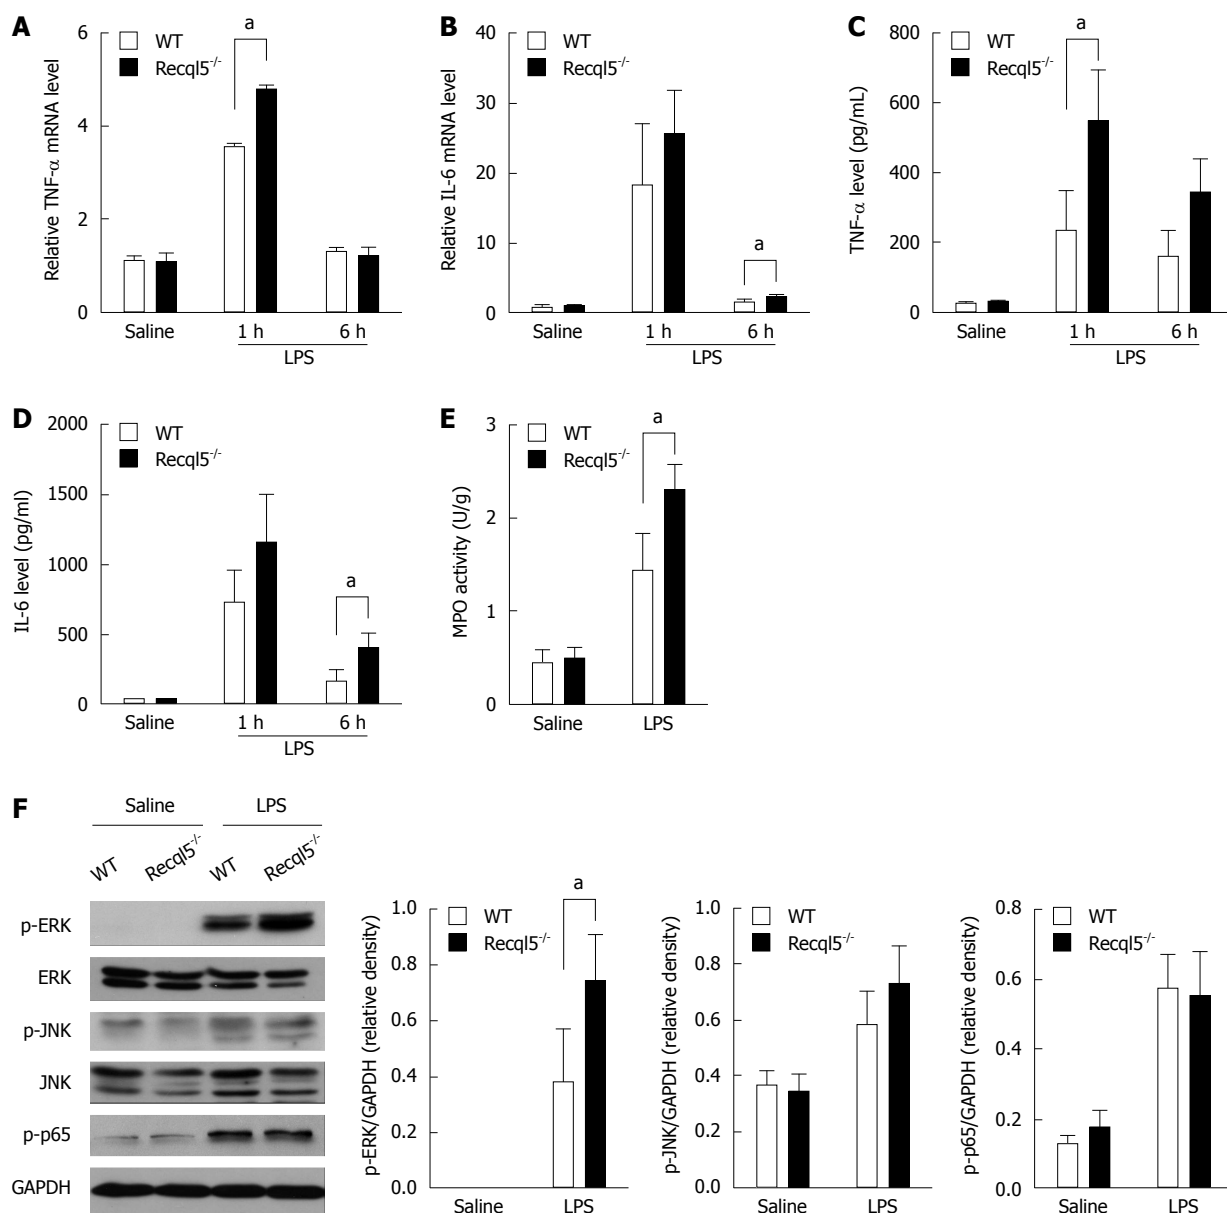 A
WT
Recql5-/-
a
Relative TNF-α mRNA level
6
4
2
0
Saline
1 h
6 h
LPS
B
WT
Recql5-/-
a
Relative IL-6 mRNA level
40
30
20
10
0
Saline
1 h
6 h
LPS
C
WT
Recql5-/-
a
TNF-α level (pg/mL)
800
600
400
200
0
Saline
1 h
6 h
LPS
D
WT
Recql5-/-
a
IL-6 level (pg/ml)
2000
1500
1000
500
0
Saline
1 h
6 h
LPS
E
WT
Recql5-/-
a
MPO activity (U/g)
3
2
1
0
Saline
LPS
F
Saline
LPS
WT
Recql5-/-
WT
Recql5-/-
p-ERK
ERK
p-JNK
JNK
p-p65
GAPDH
WT
Recql5-/-
a
p-ERK/GAPDH (relative density)
1.0
0.8
0.6
0.4
0.2
0.0
Saline
LPS
WT
Recql5-/-
p-JNK/GAPDH (relative density)
1.0
0.8
0.6
0.4
0.2
0.0
Saline
LPS
WT
Recql5-/-
p-p65/GAPDH (relative density)
0.8
0.6
0.4
0.2
0.0
Saline
LPS